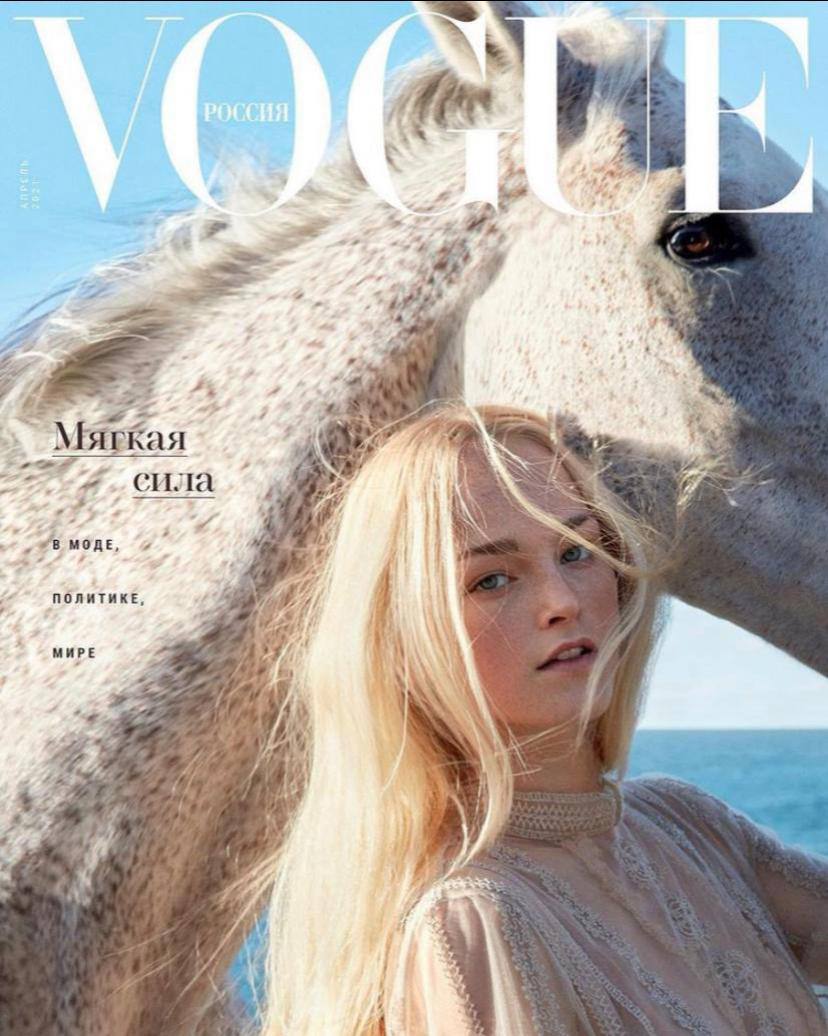 VOGUE
РОССИЯ
АПРЕЛЬ
2021
Мягкая
сила
В МОДЕ,
ПОЛИТИКЕ,
МИРЕ